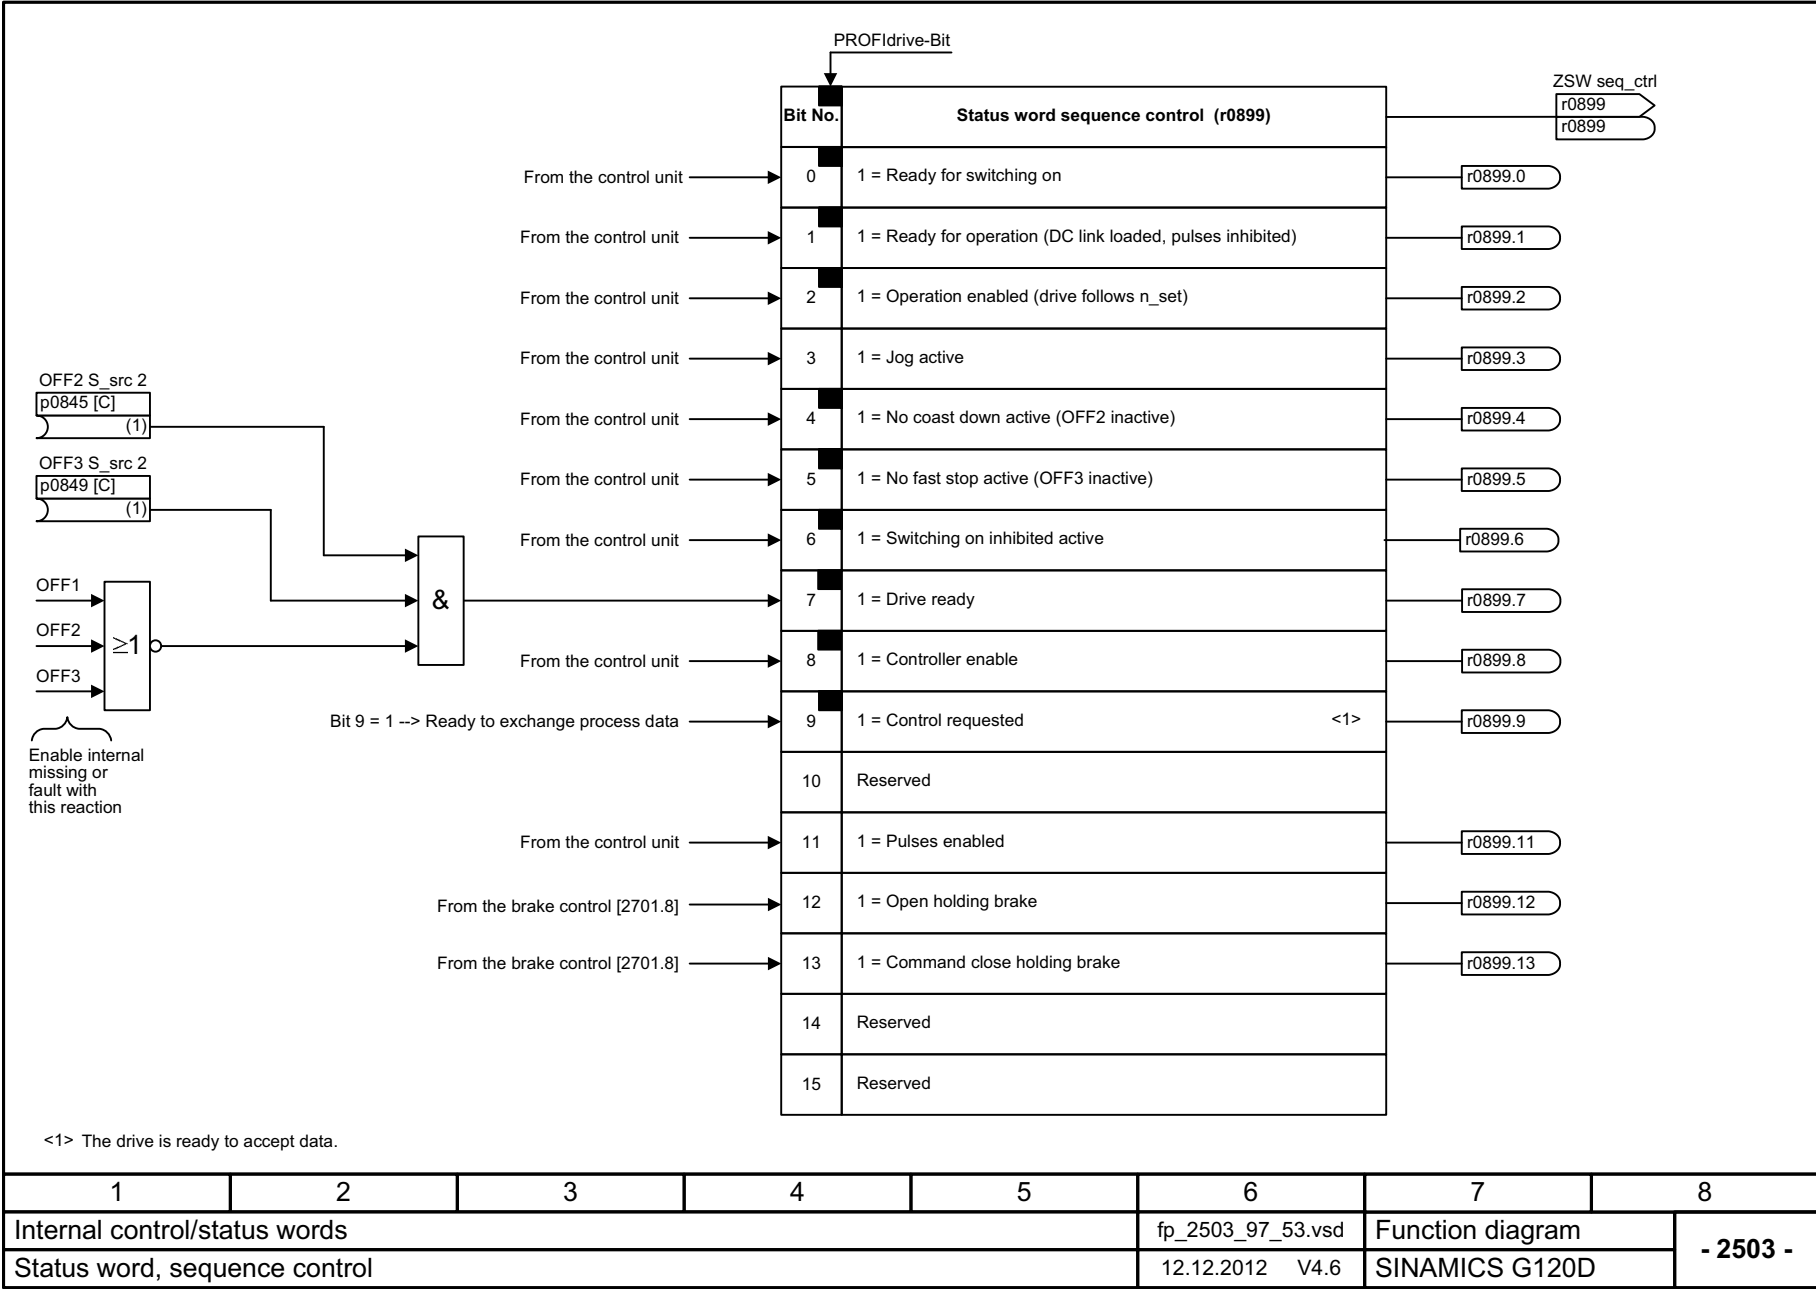 PROFIdrive-Bit
ZSW seq_ctrl
r0899
r0899
Bit No. Status word sequence control (r0899)
From the control unit 0 1 = Ready for switching on r0899.0
From the control unit 1 1 = Ready for operation (DC link loaded, pulses inhibited) r0899.1
From the control unit 2 1 = Operation enabled (drive follows n_set) r0899.2
From the control unit 3 1 = Jog active r0899.3
OFF2 S_src 2
p0845 [C]
(1)
From the control unit 4 1 = No coast down active (OFF2 inactive) r0899.4
OFF3 S_src 2
p0849 [C]
(1)
From the control unit 5 1 = No fast stop active (OFF3 inactive) r0899.5
From the control unit 6 1 = Switching on inhibited active r0899.6
OFF1
OFF2
OFF3
≥1
&
7 1 = Drive ready r0899.7
From the control unit 8 1 = Controller enable r0899.8
Bit 9 = 1 --> Ready to exchange process data 9 1 = Control requested <1> r0899.9
Enable internal
missing or
fault with
this reaction
10 Reserved
From the control unit 11 1 = Pulses enabled r0899.11
From the brake control [2701.8] 12 1 = Open holding brake r0899.12
From the brake control [2701.8] 13 1 = Command close holding brake r0899.13
14 Reserved
15 Reserved
<1> The drive is ready to accept data.
1 2 3 4 5 6 7 8
Internal control/status words fp_2503_97_53.vsd Function diagram
- 2503 -
Status word, sequence control 12.12.2012 V4.6 SINAMICS G120D